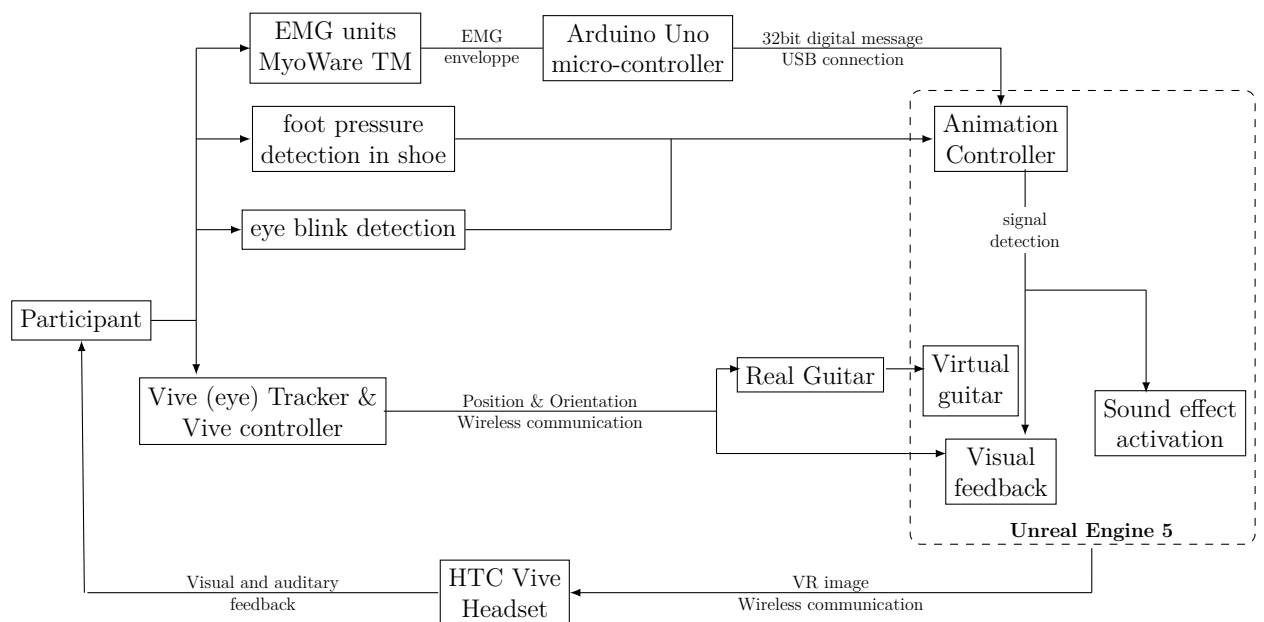 EMG units
MyoWare TM
EMG
enveloppe
Arduino Uno
micro-controller
32bit digital message
USB connection
foot pressure
detection in shoe
Animation
Controller
eye blink detection
signal
detection
Participant
Vive (eye) Tracker &
Vive controller
Position & Orientation
Wireless communication
Real Guitar
Virtual
guitar
Sound effect
activation
Visual
feedback
Unreal Engine 5
Visual and auditory
feedback
HTC Vive
Headset
VR image
Wireless communication